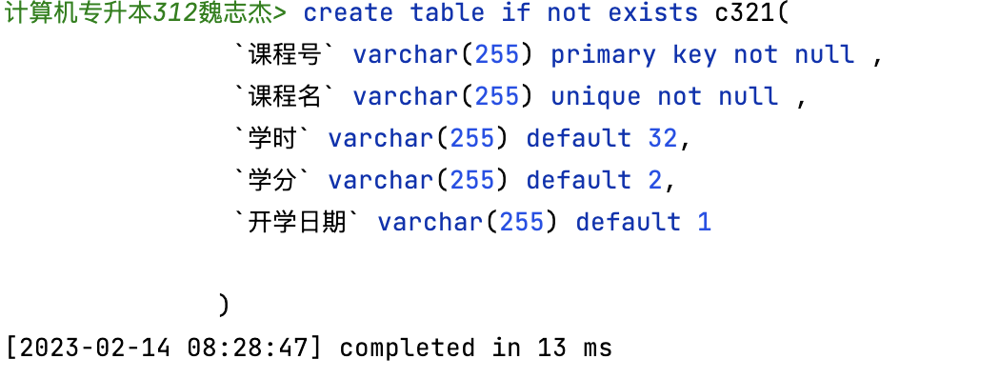 计算机专升本312魏志杰> create table if not exists c321(
`课程号` varchar(255) primary key not null ,
`课程名` varchar(255) unique not null ,
`学时` varchar(255) default 32,
`学分` varchar(255) default 2,
`开学日期` varchar(255) default 1
)
[2023-02-14 08:28:47] completed in 13 ms